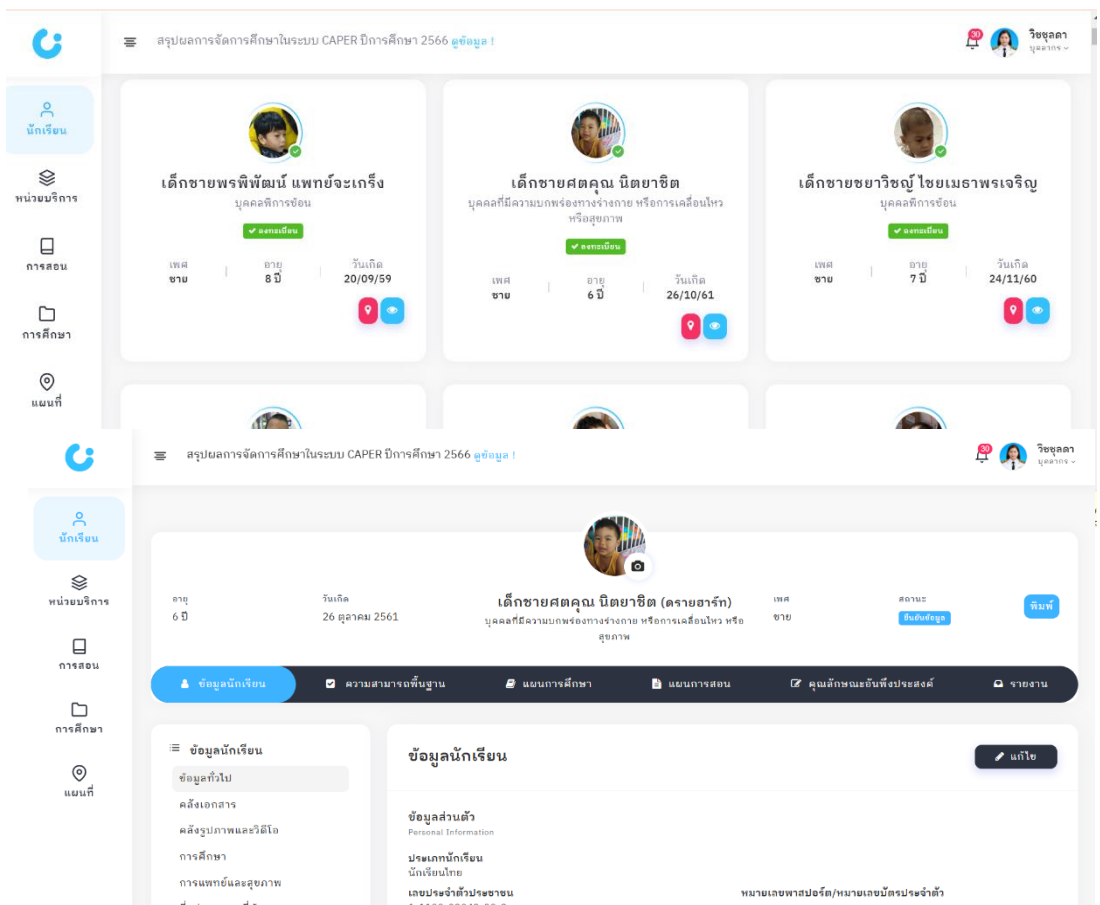 สรุปผลการจัดการศึกษาในระบบ CAPER ปีการศึกษา 2566 ดูข้อมูล !
30
วิชชุลดา
บุคลากร
นักเรียน
หน่วยบริการ
การสอน
การศึกษา
แผนที่
เด็กชายพรพิพัฒน์ แพทย์จะเกร็ง
บุคคลพิการซ้อน
ลงทะเบียน
เพศ อายุ วันเกิด
ชาย 8 ปี 20/09/59
เด็กชายศตคุณ นิตยาชิต
บุคคลที่มีความบกพร่องทางร่างกาย หรือการเคลื่อนไหว
หรือสุขภาพ
ลงทะเบียน
เพศ อายุ วันเกิด
ชาย 6 ปี 26/10/61
เด็กชายชยาวิชญ์ ไชยเมธาพรเจริญ
บุคคลพิการซ้อน
ลงทะเบียน
เพศ อายุ วันเกิด
ชาย 7 ปี 24/11/60
สรุปผลการจัดการศึกษาในระบบ CAPER ปีการศึกษา 2566 ดูข้อมูล !
30
วิชชุลดา
บุคลากร
นักเรียน
หน่วยบริการ
การสอน
การศึกษา
แผนที่
อายุ
6 ปี
วันเกิด
26 ตุลาคม 2561
เด็กชายศตคุณ นิตยาชิต (ดรายฮาร์ท)
บุคคลที่มีความบกพร่องทางร่างกาย หรือการเคลื่อนไหว หรือ
สุขภาพ
เพศ
ชาย
สถานะ
ยืนยันข้อมูล
พิมพ์
ข้อมูลนักเรียน ความสามารถพื้นฐาน แผนการศึกษา แผนการสอน คุณลักษณะอันพึงประสงค์ รายงาน
ข้อมูลนักเรียน
ข้อมูลทั่วไป
คลังเอกสาร
คลังรูปภาพและวิดีโอ
การศึกษา
การแพทย์และสุขภาพ
ข้อมูลนักเรียน
แก้ไข
ข้อมูลส่วนตัว
Personal Information
ประเภทนักเรียน
นักเรียนไทย
เลขประจำตัวประชาชน หมายเลขพาสปอร์ต/หมายเลขบัตรประจำตัว